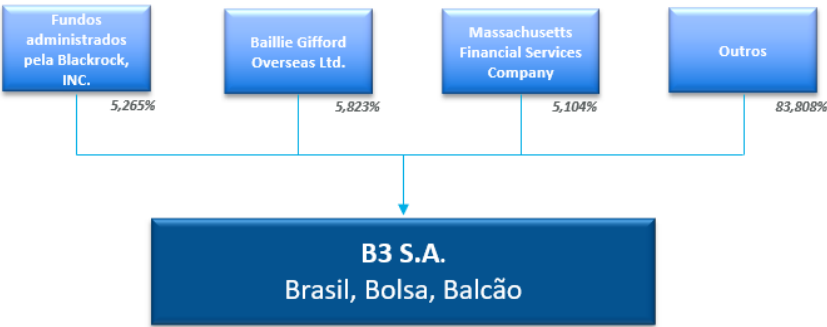 Fundos
administrados
pela Blackrock,
INC.
5,265%
Baillie Gifford
Overseas Ltd.
5,823%
Massachusetts
Financial Services
Company
5,104%
Outros
83,808%
B3 S.A.
Brasil, Bolsa, Balcão